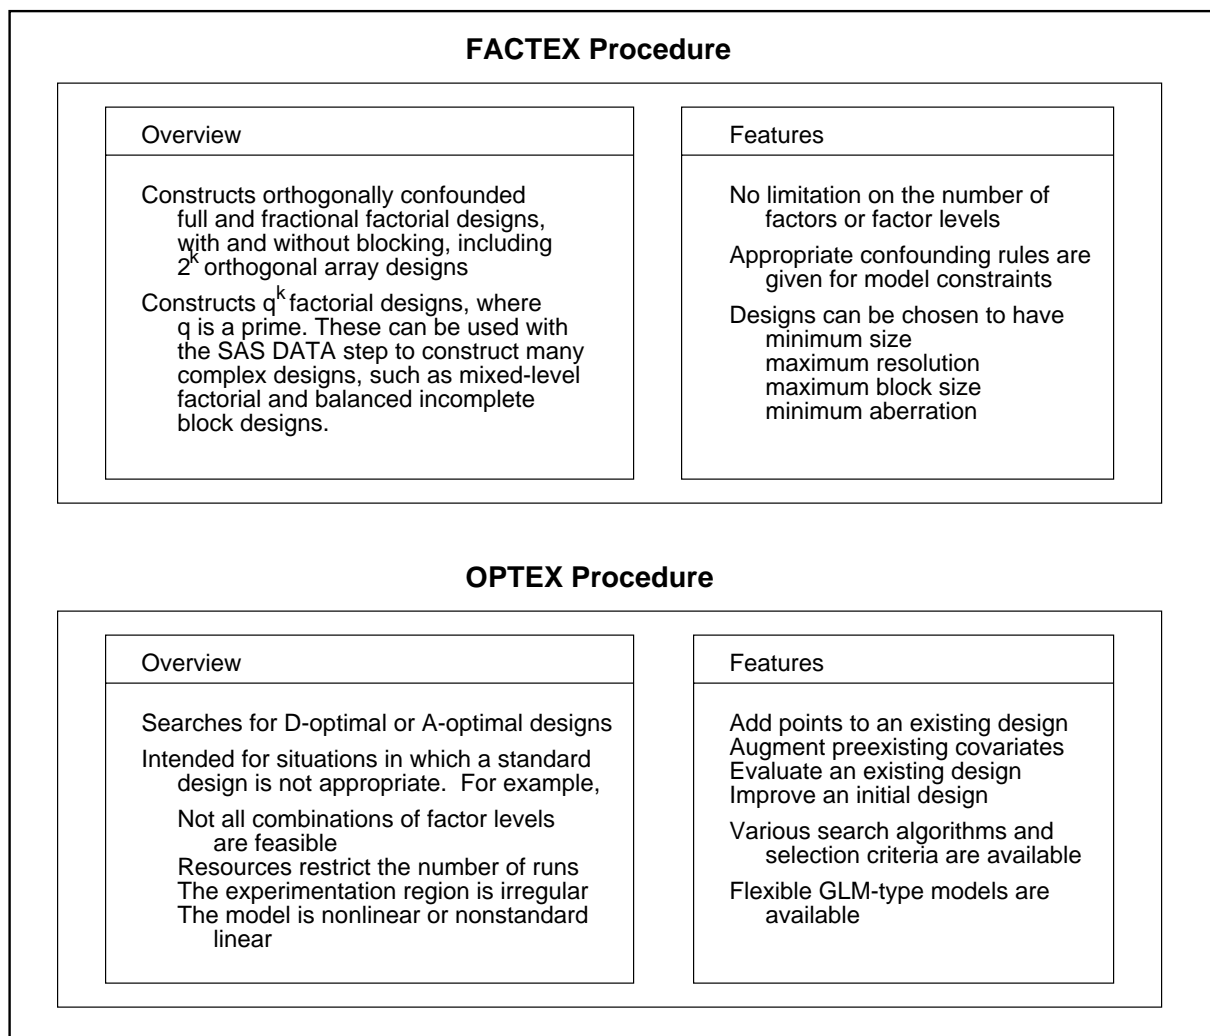 FACTEX Procedure
Overview
Constructs orthogonally confounded
full and fractional factorial designs,
with and without blocking, including
2^k orthogonal array designs
Constructs q^k factorial designs, where
q is a prime. These can be used with
the SAS DATA step to construct many
complex designs, such as mixed-level
factorial and balanced incomplete
block designs.
Features
No limitation on the number of
factors or factor levels
Appropriate confounding rules are
given for model constraints
Designs can be chosen to have
minimum size
maximum resolution
maximum block size
minimum aberration
OPTEX Procedure
Overview
Searches for D-optimal or A-optimal designs
Intended for situations in which a standard
design is not appropriate.  For example,
Not all combinations of factor levels
are feasible
Resources restrict the number of runs
The experimentation region is irregular
The model is nonlinear or nonstandard
linear
Features
Add points to an existing design
Augment preexisting covariates
Evaluate an existing design
Improve an initial design
Various search algorithms and
selection criteria are available
Flexible GLM-type models are
available